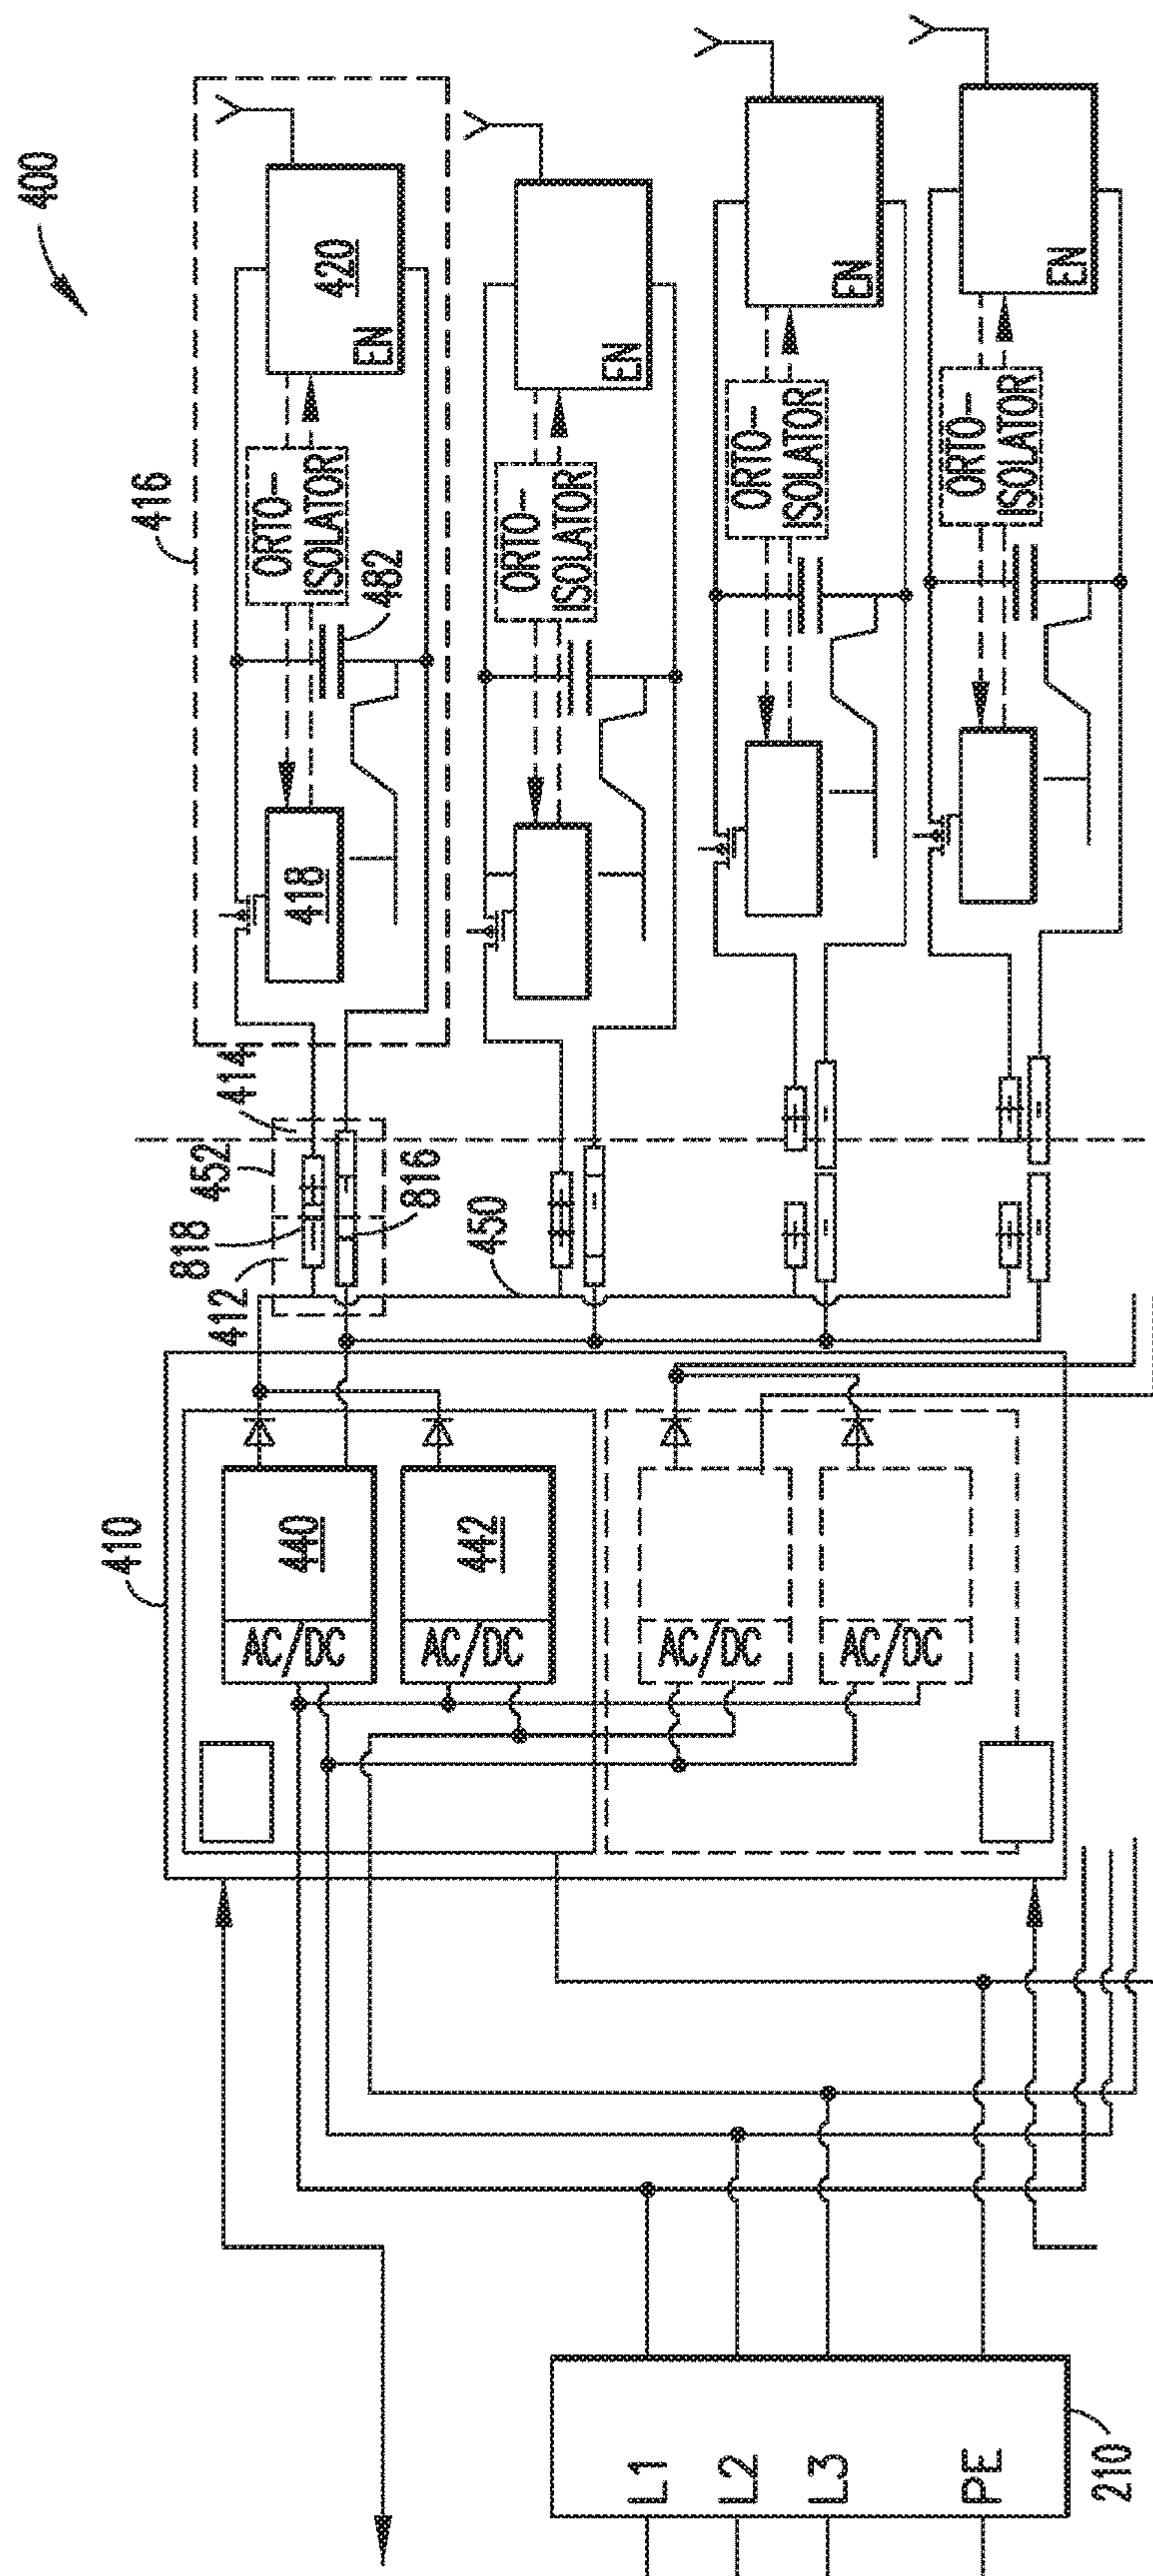 400
416
420
EN
ORTO–
ISOLATOR
482
418
EN
ORTO–
ISOLATOR
EN
ORTO–
ISOLATOR
EN
ORTO–
ISOLATOR
414
452
818
412
816
450
410
440
AC/DC
442
AC/DC
AC/DC
AC/DC
L1
L2
L3
PE
210